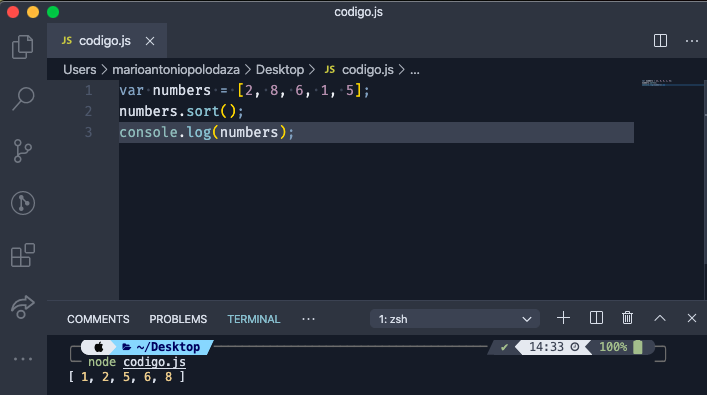 codigo.js
JS codigo.js ×
Users > marioantoniopolodaza > Desktop > JS codigo.js > ...
1 var numbers = [2, 8, 6, 1, 5];
2 numbers.sort();
3 console.log(numbers);
COMMENTS PROBLEMS TERMINAL ··· 1: zsh
~/Desktop ✔ 14:33 100%
node codigo.js
[ 1, 2, 5, 6, 8 ]